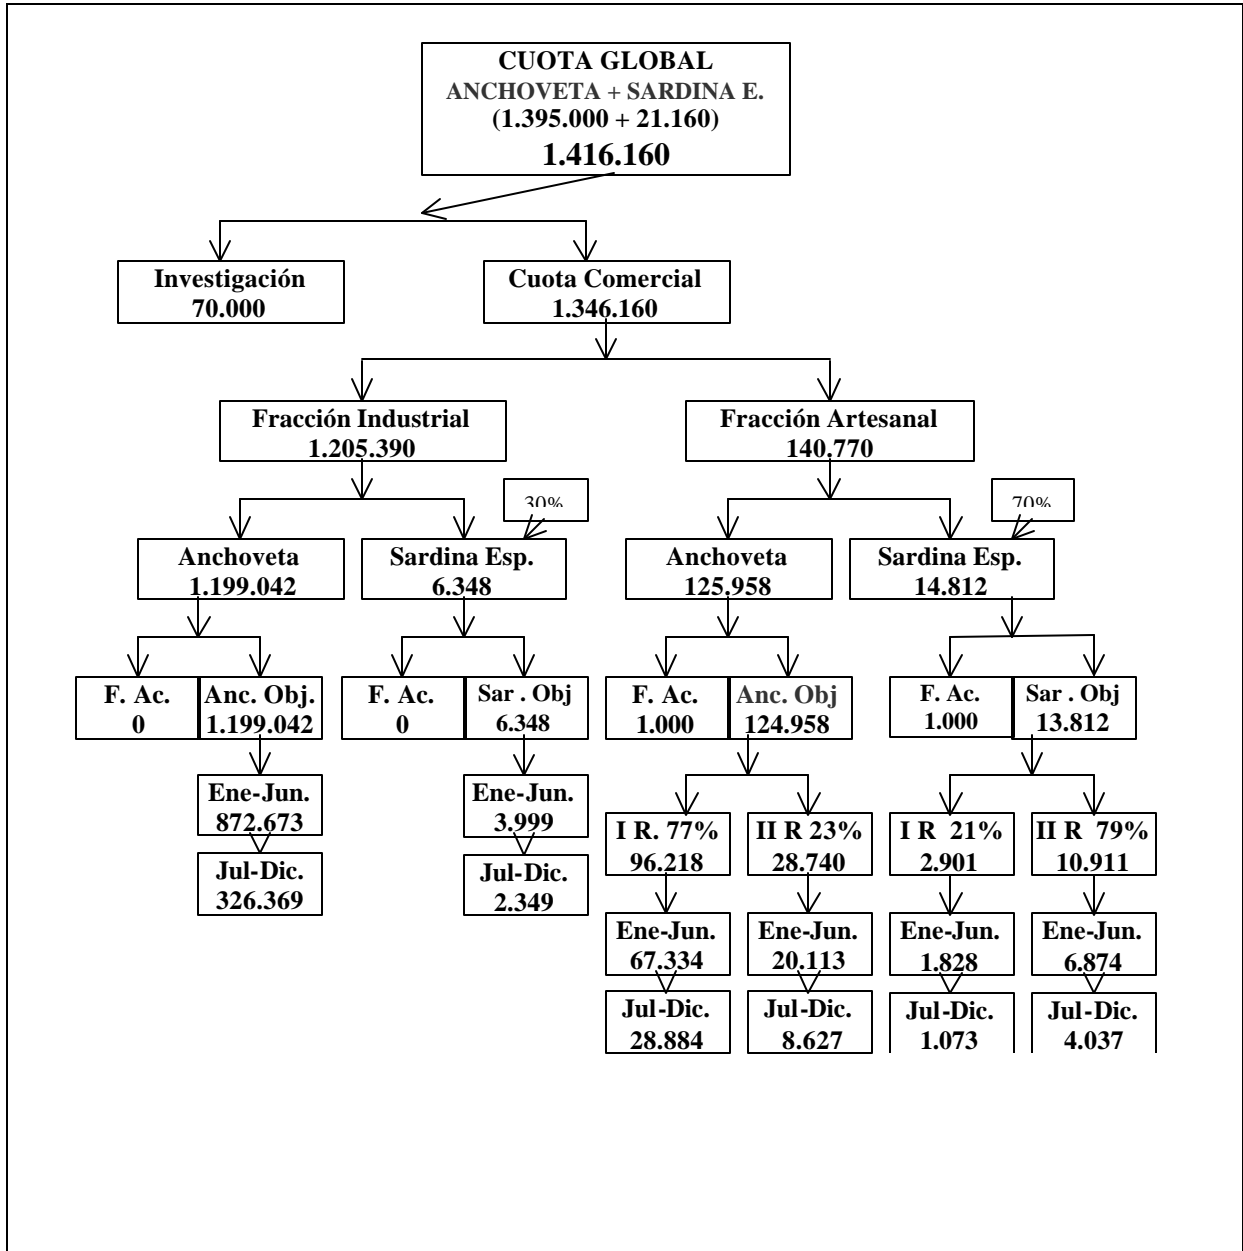 CUOTA GLOBAL
ANCHOVETA + SARDINA E.
(1.395.000 + 21.160)
1.416.160
Investigación
70.000
Cuota Comercial
1.346.160
Fracción Industrial
1.205.390
Fracción Artesanal
140.770
30%
70%
Anchoveta
1.199.042
Sardina Esp.
6.348
Anchoveta
125.958
Sardina Esp.
14.812
F. Ac.
0
Anc. Obj.
1.199.042
F. Ac.
0
Sar . Obj
6.348
F. Ac.
1.000
Anc. Obj
124.958
F. Ac.
1.000
Sar . Obj
13.812
Ene-Jun.
872.673
Jul-Dic.
326.369
Ene-Jun.
3.999
Jul-Dic.
2.349
I R. 77%
96.218
II R 23%
28.740
I R 21%
2.901
II R 79%
10.911
Ene-Jun.
67.334
Ene-Jun.
20.113
Ene-Jun.
1.828
Ene-Jun.
6.874
Jul-Dic.
28.884
Jul-Dic.
8.627
Jul-Dic.
1.073
Jul-Dic.
4.037